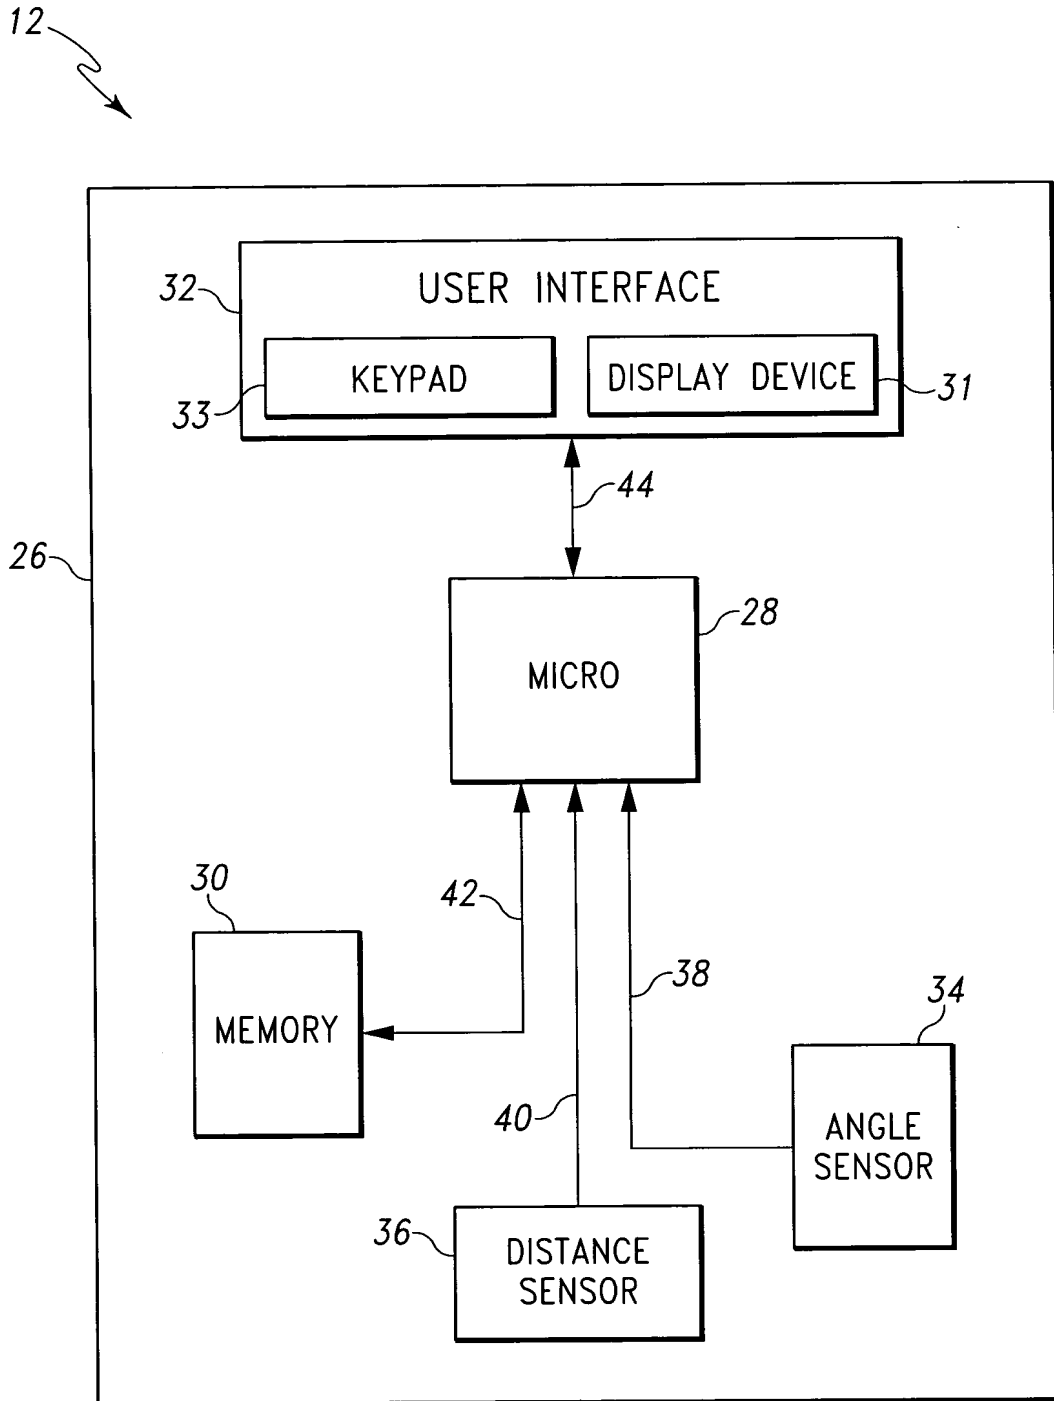 12
32
USER INTERFACE
33
KEYPAD
DISPLAY DEVICE
31
44
26
28
MICRO
30
42
MEMORY
38
34
40
ANGLE
SENSOR
36
DISTANCE
SENSOR